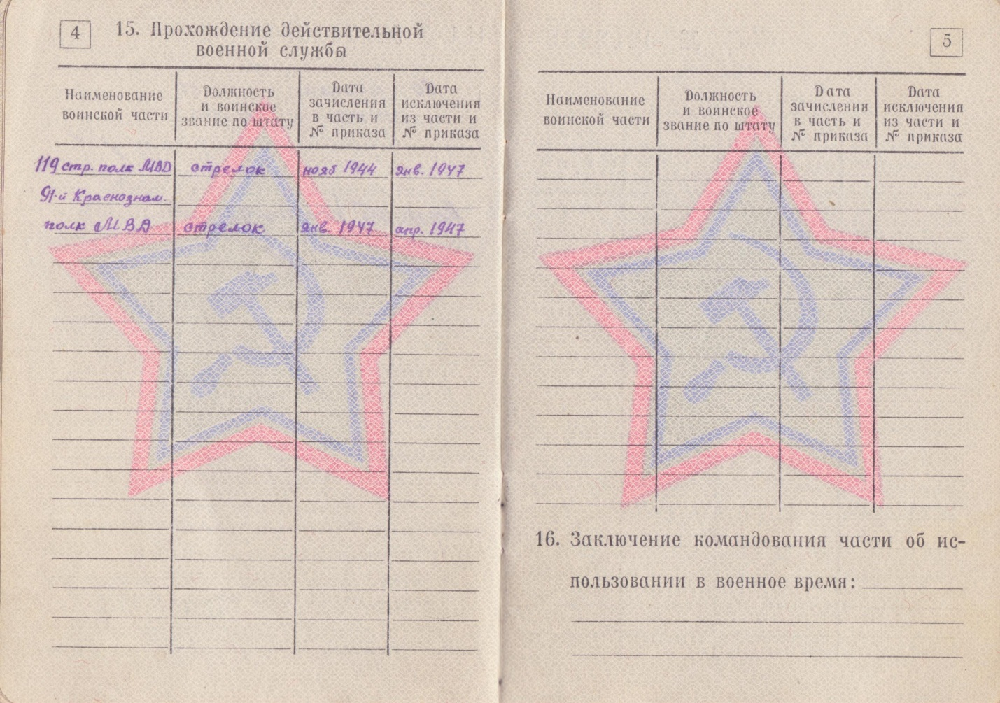 4
15. Прохождение действительной
военной службы
Наименование
воинской части
Должность
и воинское
звание по штату
Дата
зачисления
в часть и
№ приказа
Дата
исключения
из части и
№ приказа
119 стр. полк МВД стрелок нояб 1944 янв. 1947
91-й Краснознам.
полк МВД стрелок янв. 1947 апр. 1947
5
Наименование
воинской части
Должность
и воинское
звание по штату
Дата
зачисления
в часть и
№ приказа
Дата
исключения
из части и
№ приказа
16. Заключение командования части об ис-
пользовании в военное время: